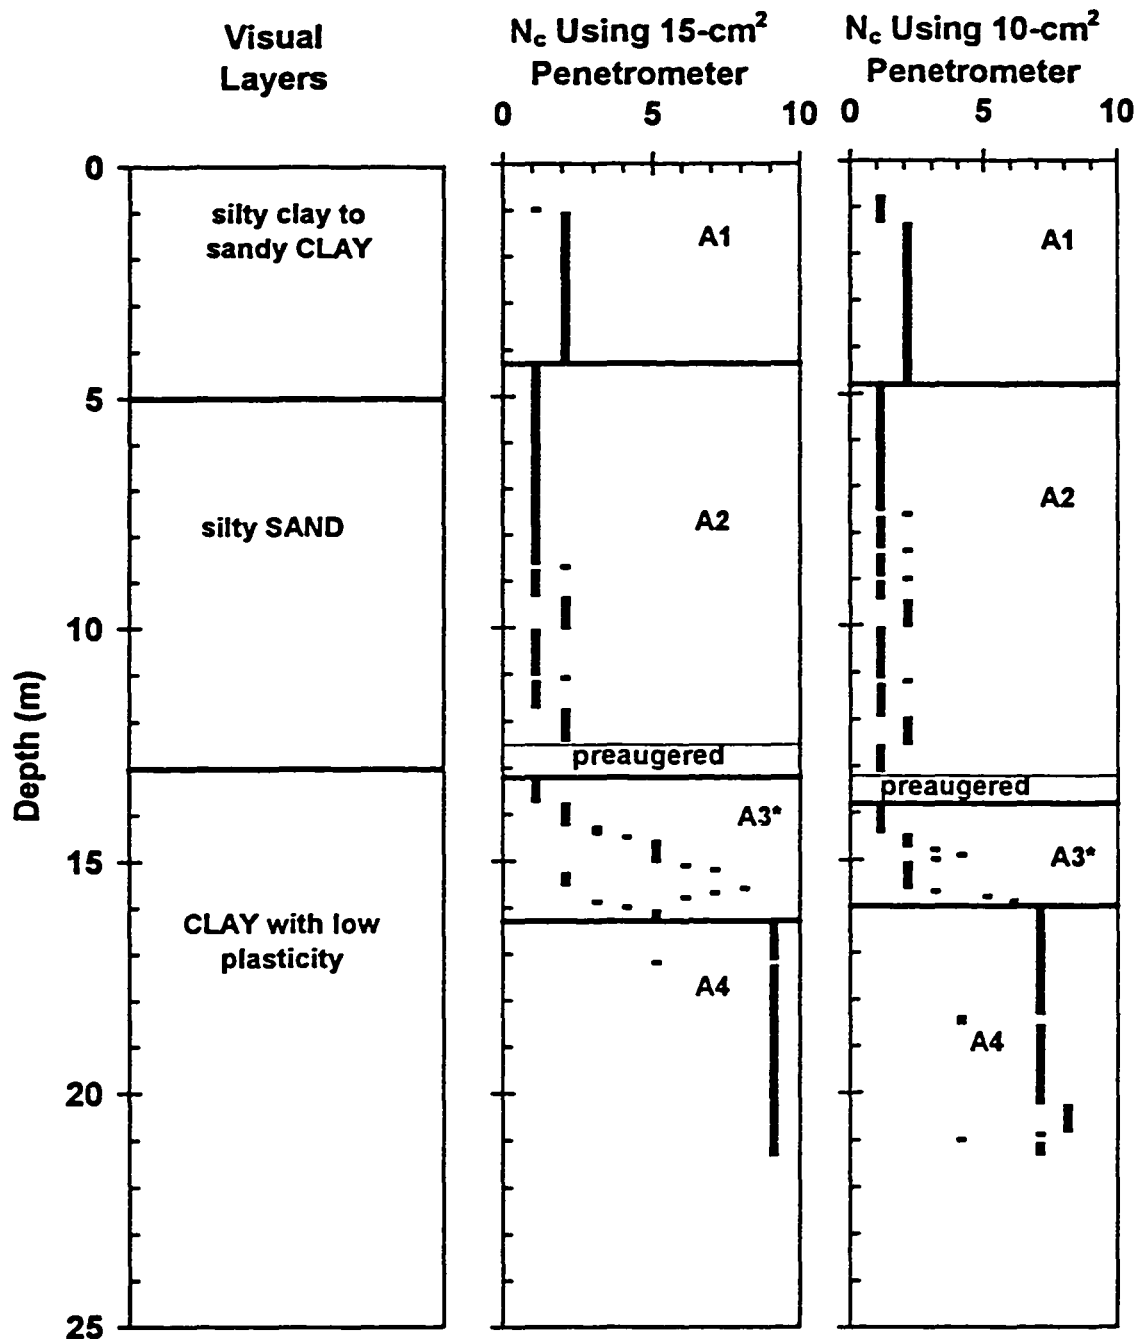 Visual
Layers
N_c Using 15-cm²
Penetrometer
N_c Using 10-cm²
Penetrometer
0 5 10
0 5 10
Depth (m)
0
5
10
15
20
25
silty clay to
sandy CLAY
silty SAND
CLAY with low
plasticity
A1
A2
preaugered
A3*
A4
A1
A2
preaugered
A3*
A4